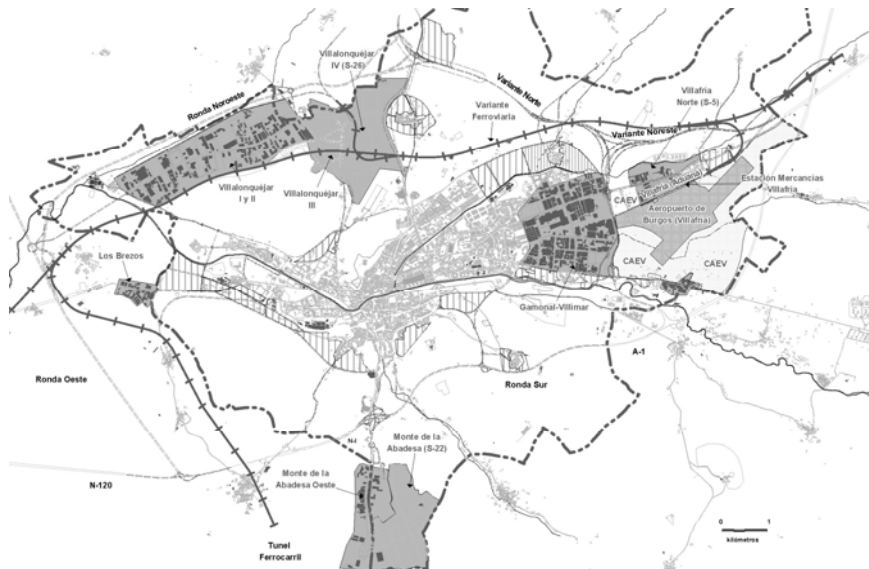 Villalonquéjar
IV (S-26)
Ronda Noroeste
Variante Norte
Variante
Ferroviaria
Villafría
Norte (S-5)
Variante Noreste
Villafría Aduana
Estación Mercancías
Villafría
Villalonquéjar
I y II
Villalonquéjar
III
CAEV
Aeropuerto de
Burgos (Villafría)
Los Brezos
CAEV
CAEV
Gamonal-Villimar
A-1
Ronda Oeste
Ronda Sur
N-I
Monte de la
Abadesa (S-22)
Monte de la
Abadesa Oeste
N-120
Tunel
Ferrocarril
0 1
kilómetros